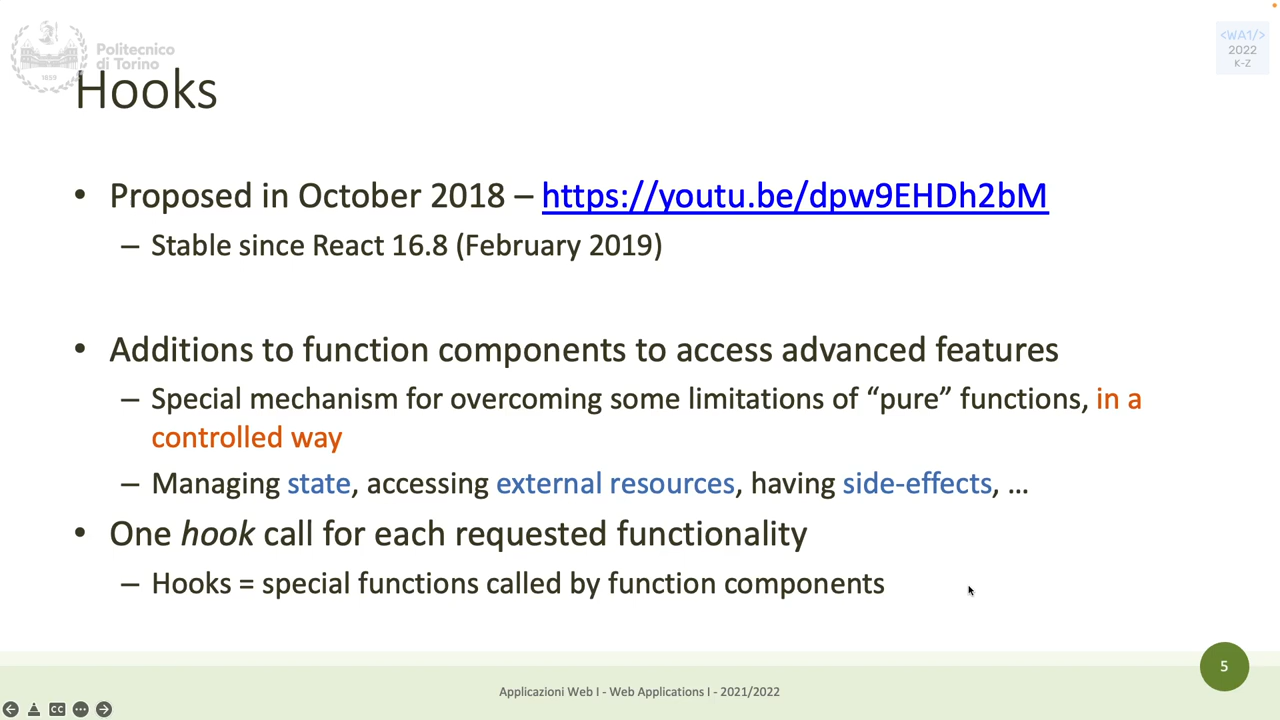 Politecnico
di Torino
1859
<WA1/>
2022
K-Z
Hooks
• Proposed in October 2018 – https://youtu.be/dpw9EHDh2bM
– Stable since React 16.8 (February 2019)
• Additions to function components to access advanced features
– Special mechanism for overcoming some limitations of “pure” functions, in a
controlled way
– Managing state, accessing external resources, having side-effects, …
• One hook call for each requested functionality
– Hooks = special functions called by function components
5
Applicazioni Web I - Web Applications I - 2021/2022
CC